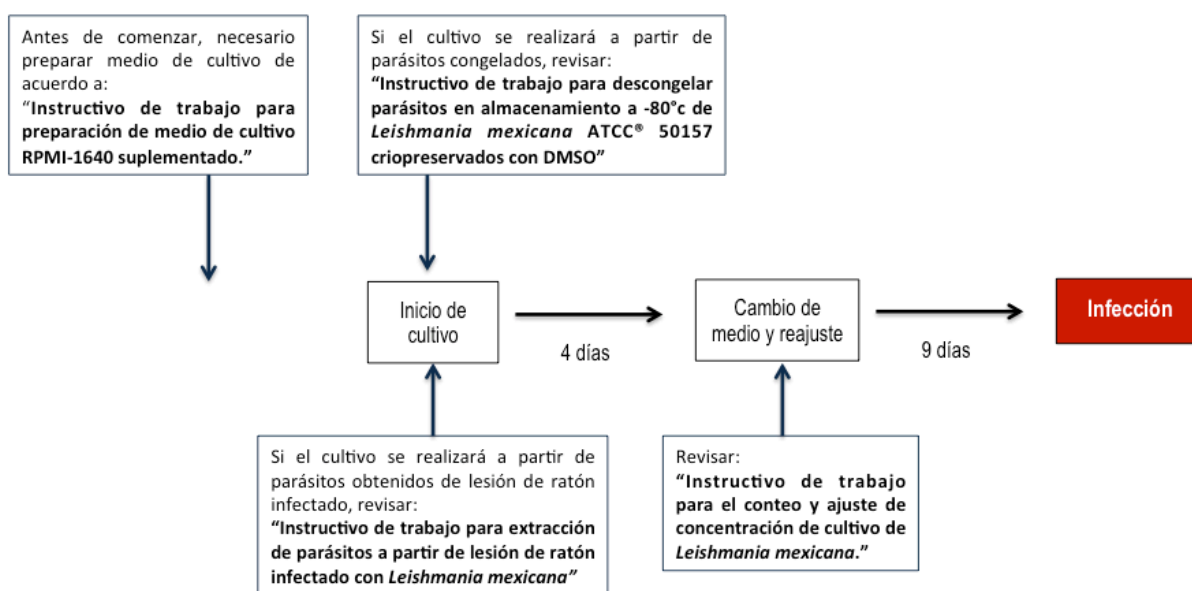 Antes de comenzar, necesario
preparar medio de cultivo de
acuerdo a:
“Instructivo de trabajo para
preparación de medio de cultivo
RPMI-1640 suplementado.”
Si el cultivo se realizará a partir de
parásitos congelados, revisar:
“Instructivo de trabajo para descongelar
parásitos en almacenamiento a -80°c de
Leishmania mexicana ATCC® 50157
criopreservados con DMSO”
Inicio de
cultivo
4 días
Cambio de
medio y reajuste
9 días
Infección
Si el cultivo se realizará a partir de
parásitos obtenidos de lesión de ratón
infectado, revisar:
“Instructivo de trabajo para extracción
de parásitos a partir de lesión de ratón
infectado con Leishmania mexicana”
Revisar:
“Instructivo de trabajo
para el conteo y ajuste de
concentración de cultivo de
Leishmania mexicana.”